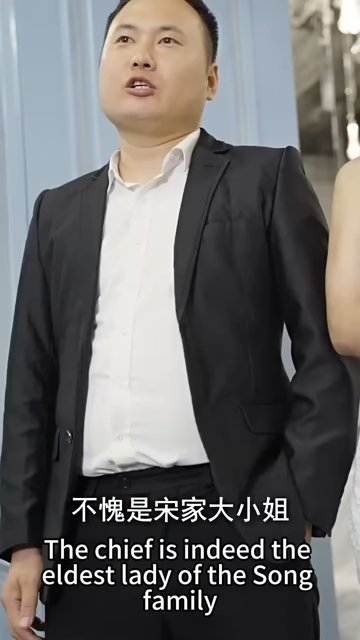 不愧是宋家大小姐
The chief is indeed the
eldest lady of the Song
family